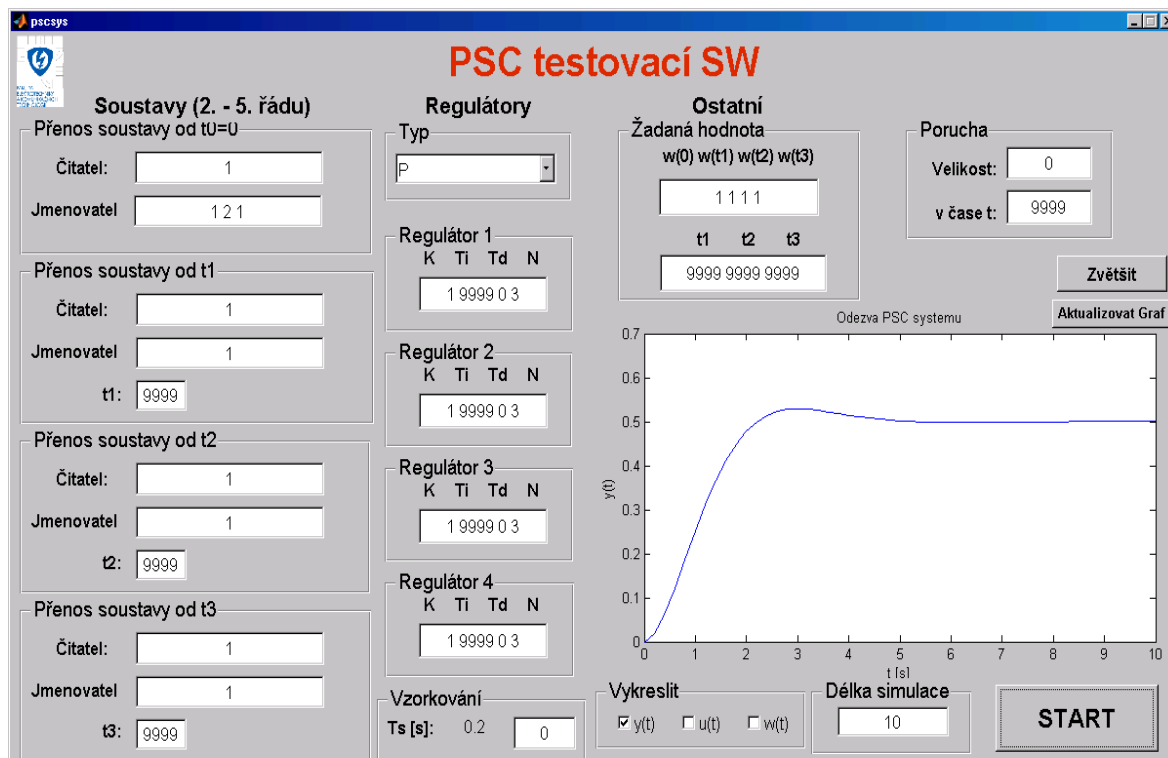 pscsys
PSC testovací SW
Soustavy (2. - 5. řádu)
Přenos soustavy od t0=0
Čitatel:
1
Jmenovatel
1 2 1
Přenos soustavy od t1
Čitatel:
1
Jmenovatel
1
t1:
9999
Přenos soustavy od t2
Čitatel:
1
Jmenovatel
1
t2:
9999
Přenos soustavy od t3
Čitatel:
1
Jmenovatel
1
t3:
9999
Regulátory
Typ
P
Regulátor 1
K Ti Td N
1 9999 0 3
Regulátor 2
K Ti Td N
1 9999 0 3
Regulátor 3
K Ti Td N
1 9999 0 3
Regulátor 4
K Ti Td N
1 9999 0 3
Vzorkování
Ts [s]: 0.2 0
Ostatní
Žadaná hodnota
w(0) w(t1) w(t2) w(t3)
1 1 1 1
t1 t2 t3
9999 9999 9999
Porucha
Velikost: 0
v čase t: 9999
Zvětšit
Aktualizovat Graf
Odezva PSC systemu
0.7
0.6
0.5
0.4
0.3
0.2
0.1
0
y(t)
0 1 2 3 4 5 6 7 8 9 10
t [s]
Vykreslit
y(t) u(t) w(t)
Délka simulace
10
START